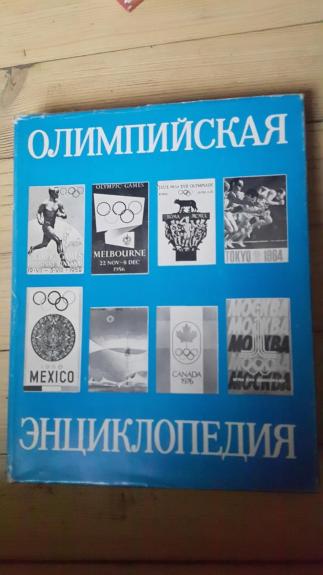 ОЛИМПИЙСКАЯ
OLYMPIC GAMES
MELBOURNE
22 NOV-8 DEC
1956
ROMA
TOKYO 1964
MEXICO
CANADA
1976
МОСКВА
МОСКВА
МОСКВА
ЭНЦИКЛОПЕДИЯ